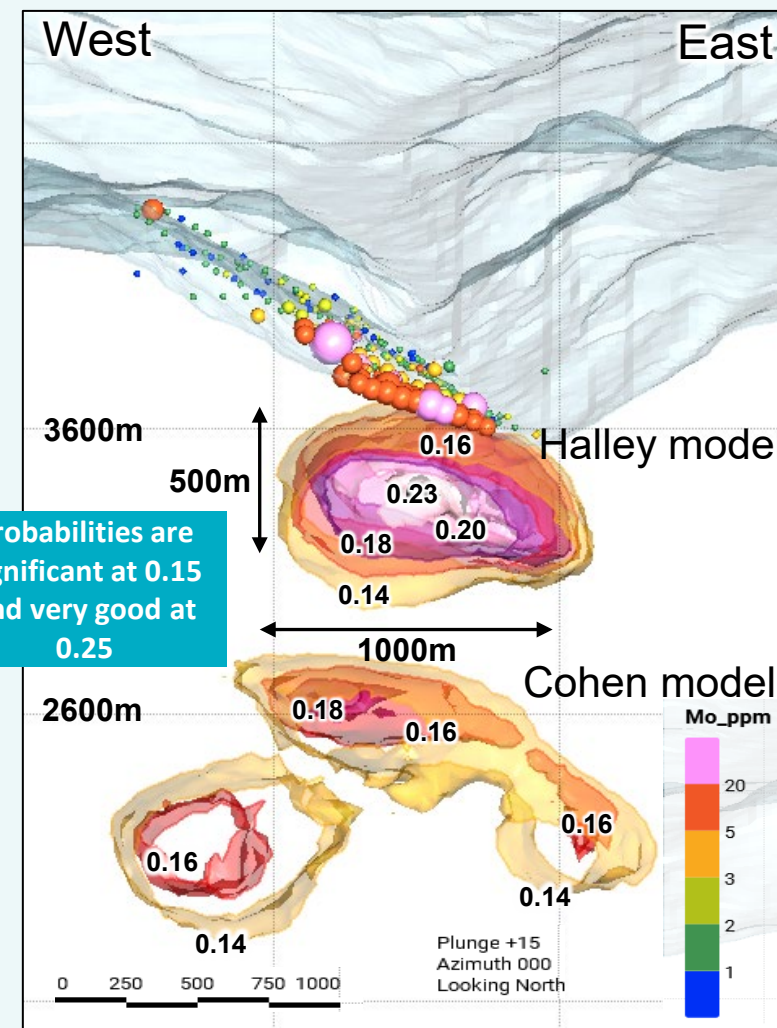 West
East
3600m
0.16
Halley mode
500m
0.23
0.20
0.18
0.14
robabilities are
gnificant at 0.15
nd very good at
0.25
1000m
Cohen model
2600m
0.18
0.16
Mo_ppm
20
5
3
2
1
0.16
0.16
0.14
0.14
Plunge +15
Azimuth 000
Looking North
0 250 500 750 1000